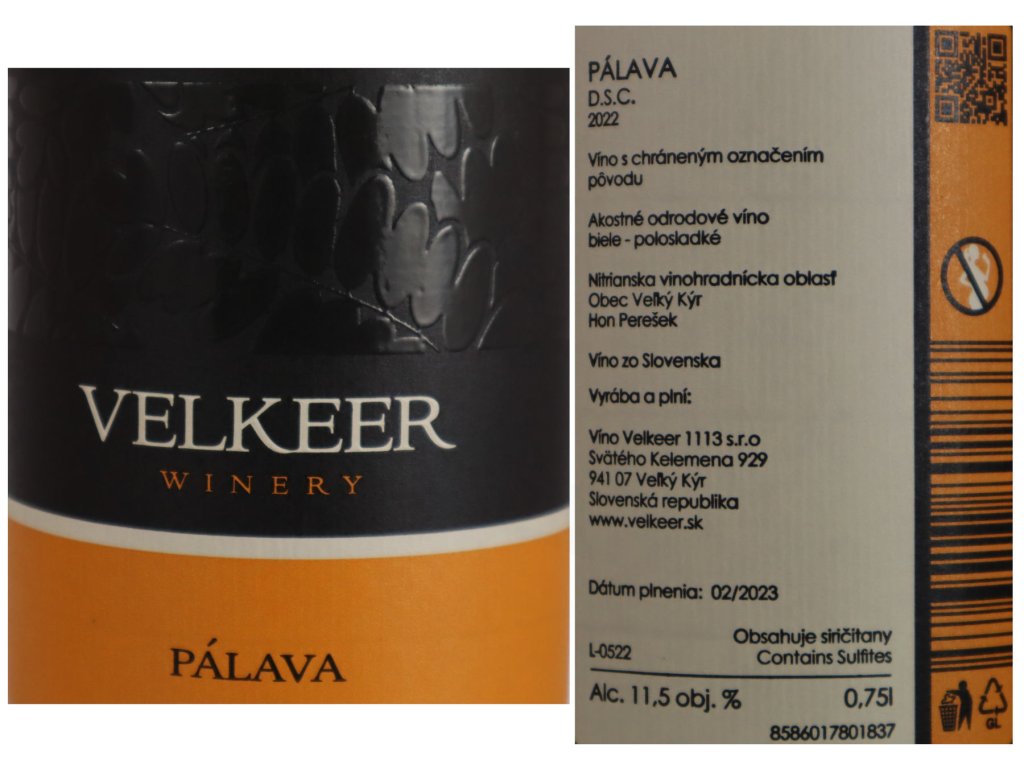 VELKEER
WINERY
PÁLAVA
PÁLAVA
D.S.C.
2022
Víno s chráneným označením
pôvodu
Akostné odrodové víno
biele - polosladké
Nitrianska vinohradnícka oblasť
Obec Veľký Kýr
Hon Perešek
Víno zo Slovenska
Vyrába a plní:
Víno Velkeer 1113 s.r.o
Svätého Kelemena 929
941 07 Veľký Kýr
Slovenská republika
www.velkeer.sk
Dátum plnenia: 02/2023
Obsahuje siričitany
L-0522 Contains Sulfites
Alc. 11,5 obj. % 0,75l
8586017801837
GL